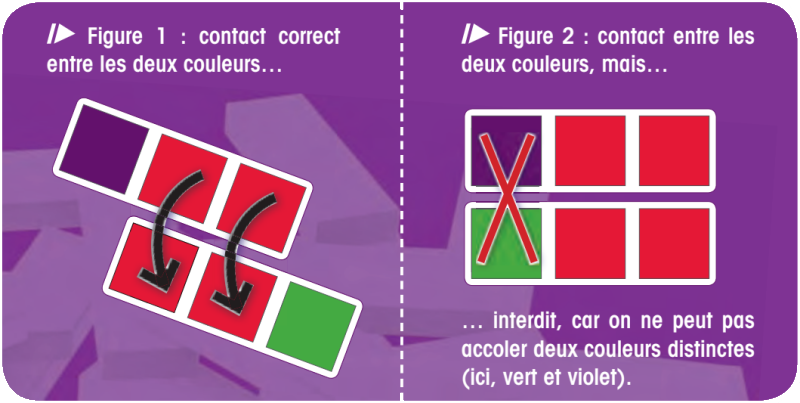 Figure 1 : contact correct
entre les deux couleurs…
Figure 2 : contact entre les
deux couleurs, mais…
… interdit, car on ne peut pas
accoler deux couleurs distinctes
(ici, vert et violet).